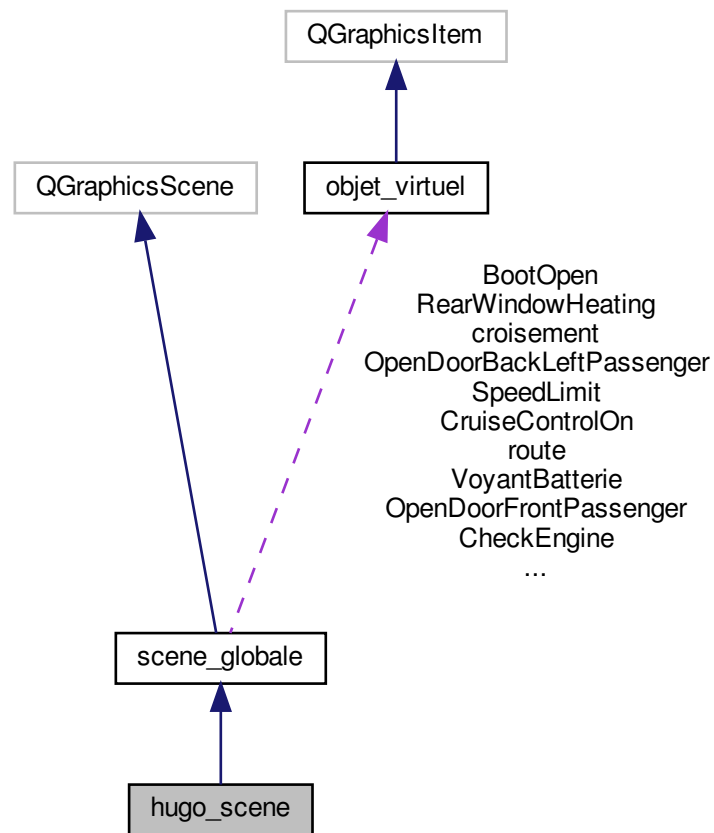 QGraphicsItem
QGraphicsScene
objet_virtuel
BootOpen
RearWindowHeating
croisement
OpenDoorBackLeftPassenger
SpeedLimit
CruiseControlOn
route
VoyantBatterie
OpenDoorFrontPassenger
CheckEngine
...
scene_globale
hugo_scene